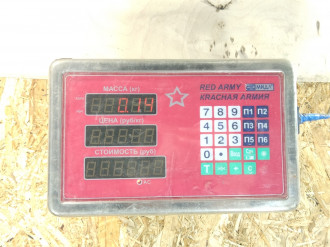 МАССА (кг)
0.14
ЦЕНА (руб/кг)
СТОИМОСТЬ (руб)
RED ARMY
КРАСНАЯ АРМИЯ
7 8 9 П1 П2
4 5 6 П3 П4
1 2 3 П5 П6
0 •
T